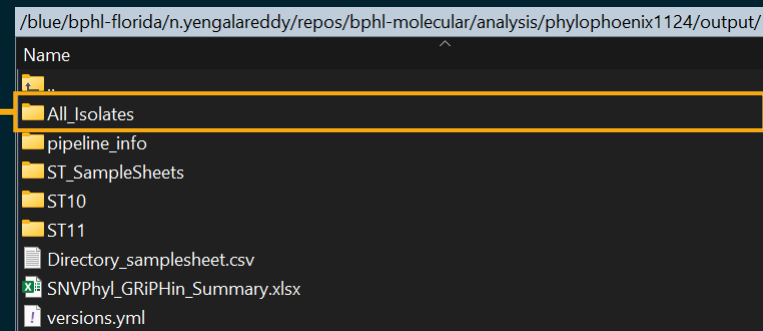 /blue/bphl-florida/n.yengalareddy/repos/bphl-molecular/analysis/phylophoenix1124/output/
Name
..
All_Isolates
pipeline_info
ST_SampleSheets
ST10
ST11
Directory_samplesheet.csv
SNVPhyl_GRiPHin_Summary.xlsx
versions.yml